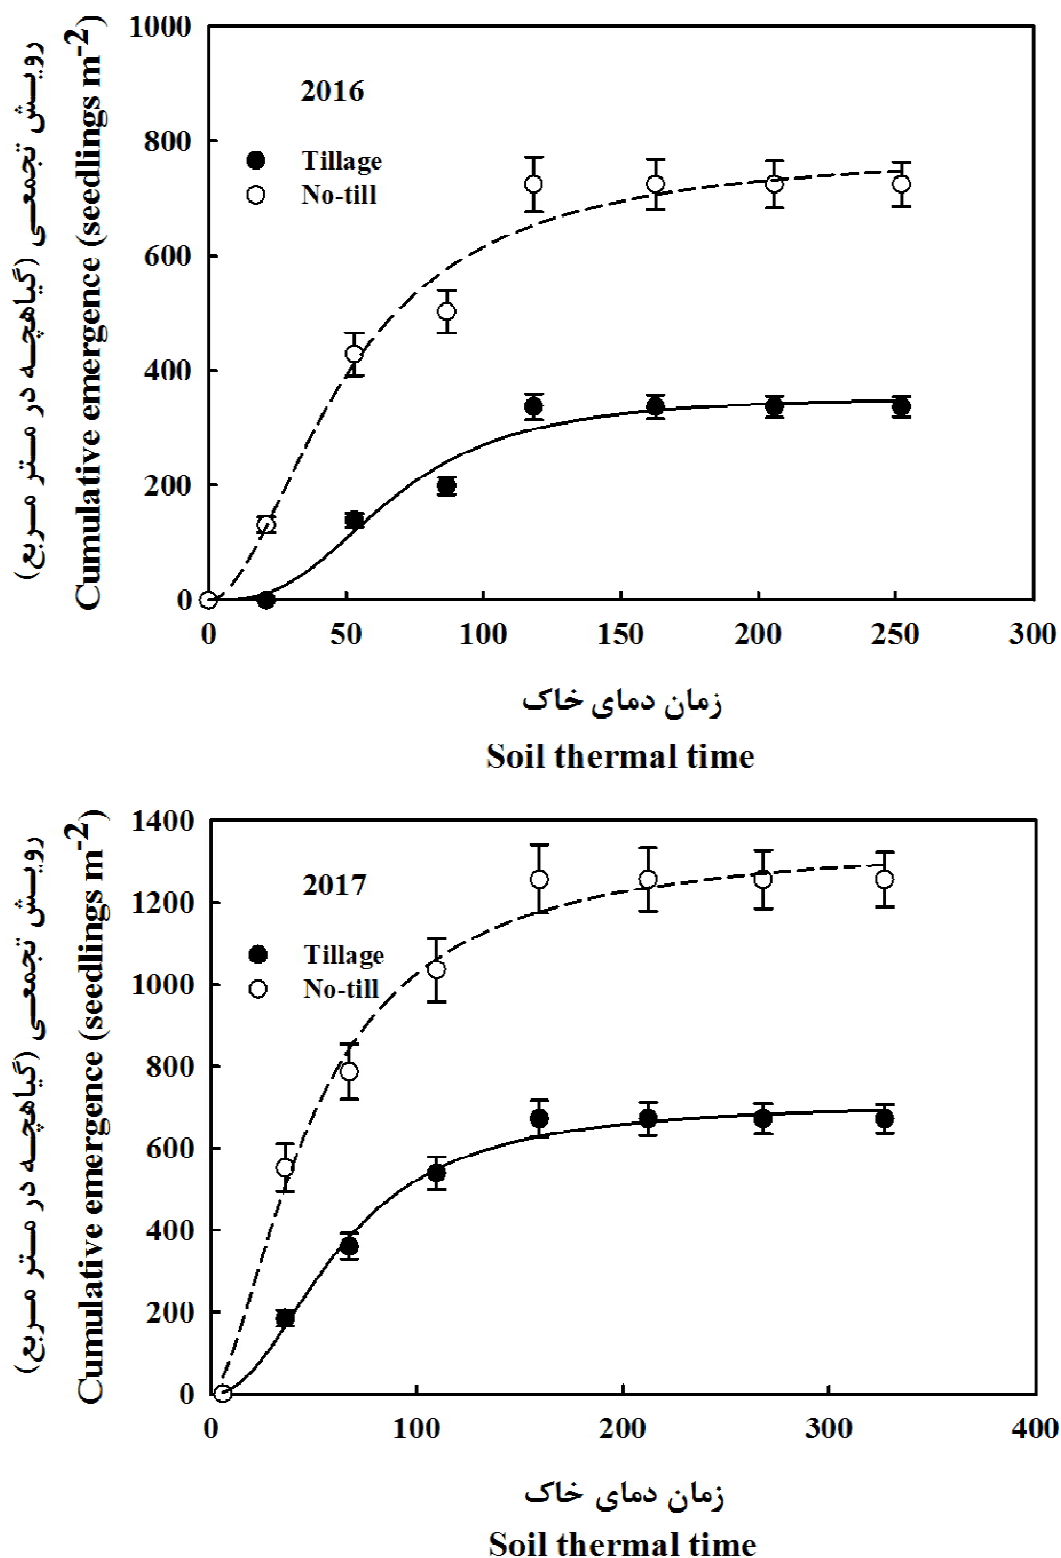 1000
800
600
400
200
0
2016
Tillage
No-till
رویش تجمعی (گیاهچه در متر مربع)
Cumulative emergence (seedlings m-2)
0 50 100 150 200 250 300
زمان دمای خاک
Soil thermal time
1400
1200
1000
800
600
400
200
0
2017
Tillage
No-till
رویش تجمعی (گیاهچه در متر مربع)
Cumulative emergence (seedlings m-2)
0 100 200 300 400
زمان دمای خاک
Soil thermal time